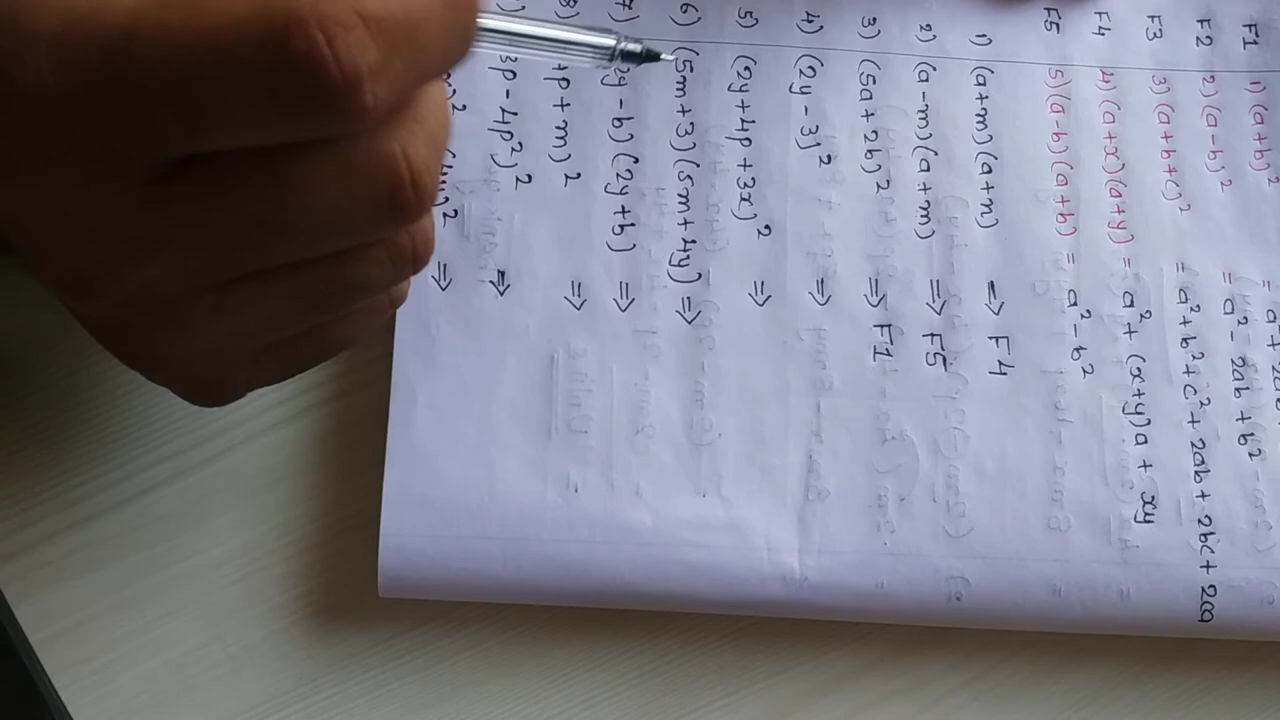 F1 1) (a+b)² = a² + 2ab
F2 2) (a-b)² = a² - 2ab + b²
F3 3) (a+b+c)² = a² + b² + c² + 2ab + 2bc + 2ca
F4 4) (a+x)(a+y) = a² + (x+y)a + xy
F5 5) (a-b)(a+b) = a² - b²
1) (a+m)(a+n) ⇒ F4
2) (a-m)(a+m) ⇒ F5
3) (5a+2b)² ⇒ F1
4) (2y-3)² ⇒
5) (2y+4p+3x)² ⇒
6) (5m+3)(5m+4y) ⇒
7) 2y-b)(2y+b) ⇒
8) +p+m)² ⇒
) 3p-4p²)² ⇒
)² ⇒